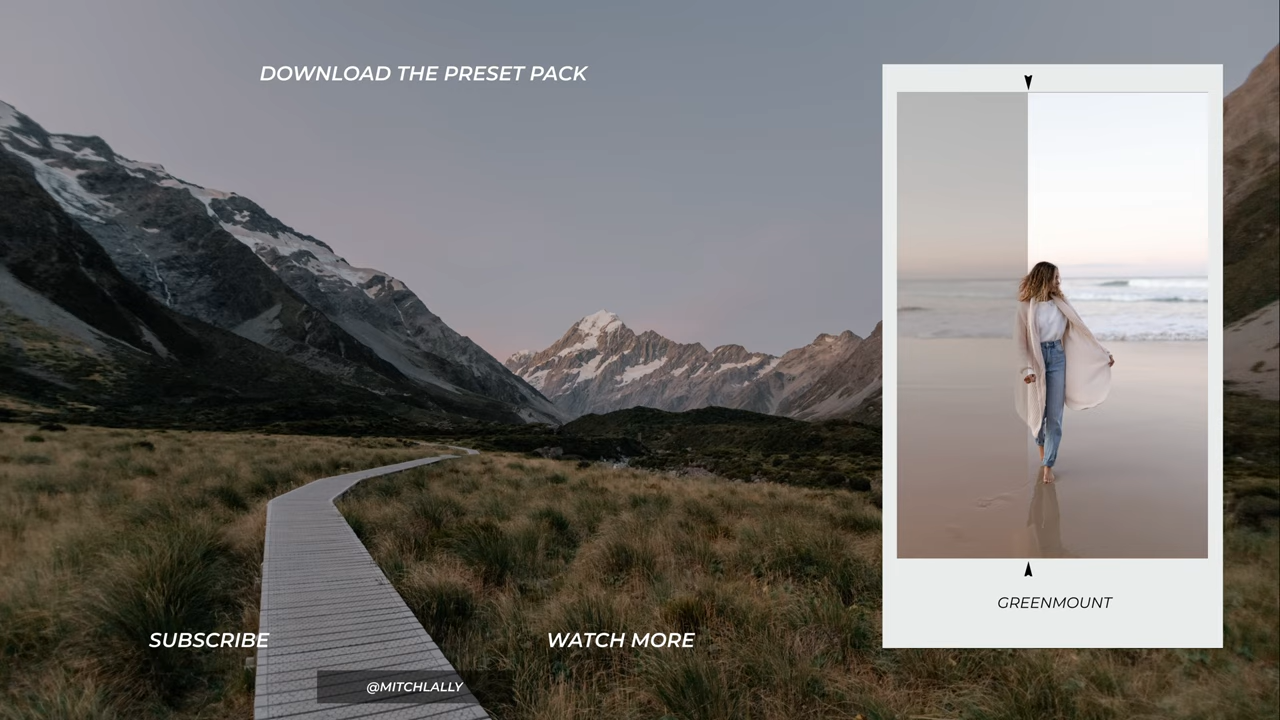 DOWNLOAD THE PRESET PACK
GREENMOUNT
SUBSCRIBE
WATCH MORE
@MITCHLALLY